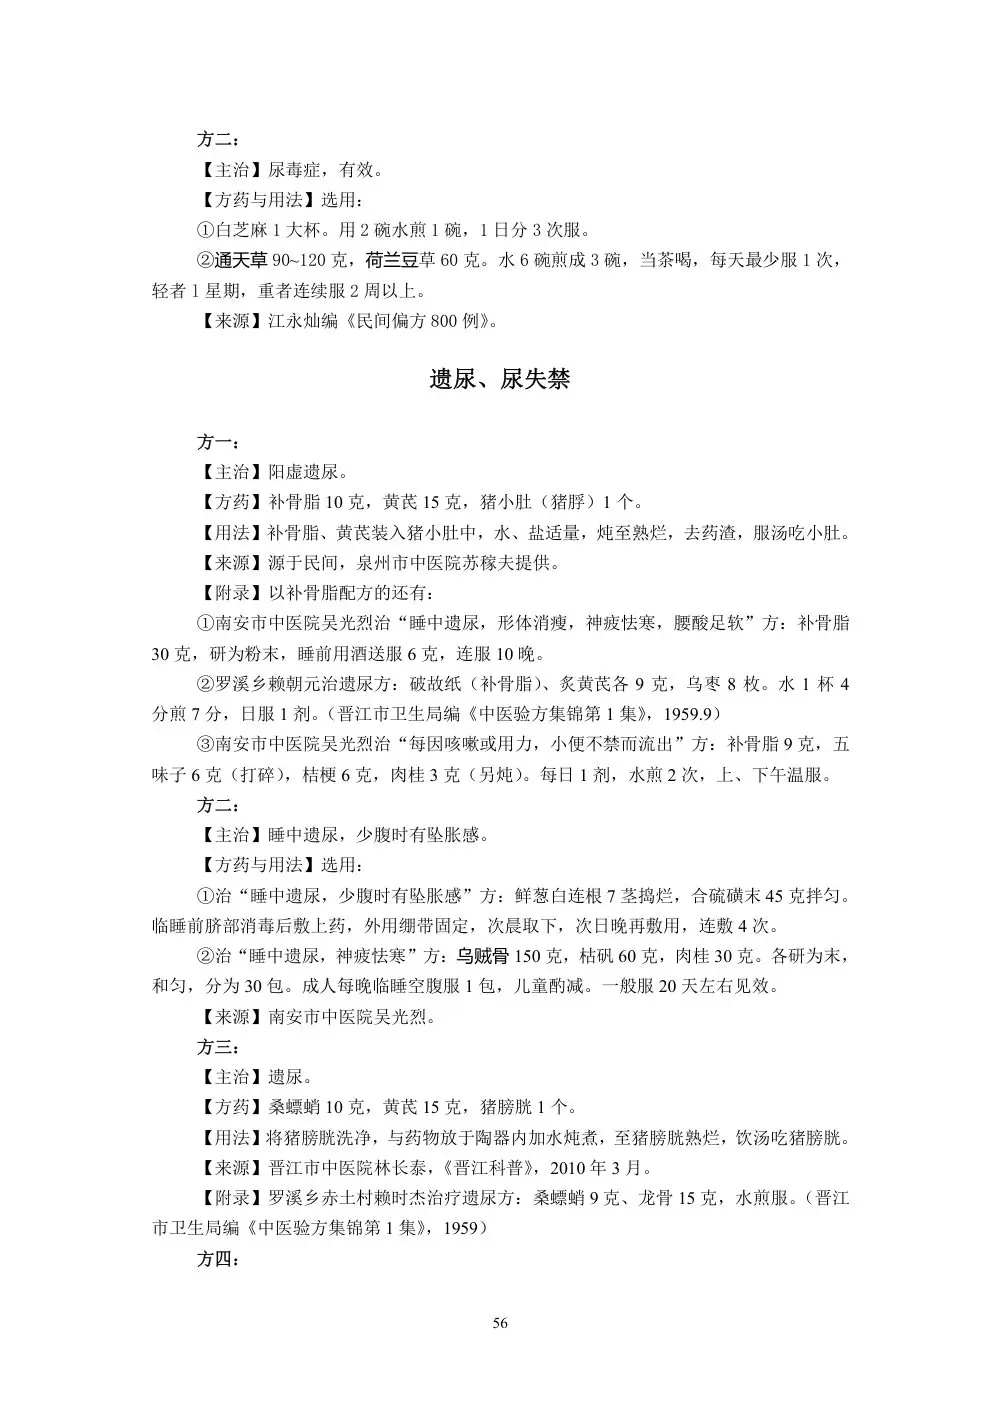 方二：
【主治】尿毒症，有效。
【方药与用法】选用：
①白芝麻 1 大杯。用 2 碗水煎 1 碗，1 日分 3 次服。
②通天草 90~120 克，荷兰豆草 60 克。水 6 碗煎成 3 碗，当茶喝，每天最少服 1 次，
轻者 1 星期，重者连续服 2 周以上。
【来源】江永灿编《民间偏方 800 例》。
遗尿、尿失禁
方一：
【主治】阳虚遗尿。
【方药】补骨脂 10 克，黄芪 15 克，猪小肚（猪脬）1 个。
【用法】补骨脂、黄芪装入猪小肚中，水、盐适量，炖至熟烂，去药渣，服汤吃小肚。
【来源】源于民间，泉州市中医院苏稼夫提供。
【附录】以补骨脂配方的还有：
①南安市中医院吴光烈治“睡中遗尿，形体消瘦，神疲怯寒，腰酸足软”方：补骨脂
30 克，研为粉末，睡前用酒送服 6 克，连服 10 晚。
②罗溪乡赖朝元治遗尿方：破故纸（补骨脂）、炙黄芪各 9 克，乌枣 8 枚。水 1 杯 4
分煎 7 分，日服 1 剂。（晋江市卫生局编《中医验方集锦第 1 集》，1959.9）
③南安市中医院吴光烈治“每因咳嗽或用力，小便不禁而流出”方：补骨脂 9 克，五
味子 6 克（打碎），桔梗 6 克，肉桂 3 克（另炖）。每日 1 剂，水煎 2 次，上、下午温服。
方二：
【主治】睡中遗尿，少腹时有坠胀感。
【方药与用法】选用：
①治“睡中遗尿，少腹时有坠胀感”方：鲜葱白连根 7 茎捣烂，合硫磺末 45 克拌匀。
临睡前脐部消毒后敷上药，外用绷带固定，次晨取下，次日晚再敷用，连敷 4 次。
②治“睡中遗尿，神疲怯寒”方：乌贼骨 150 克，枯矾 60 克，肉桂 30 克。各研为末，
和匀，分为 30 包。成人每晚临睡空腹服 1 包，儿童酌减。一般服 20 天左右见效。
【来源】南安市中医院吴光烈。
方三：
【主治】遗尿。
【方药】桑螵蛸 10 克，黄芪 15 克，猪膀胱 1 个。
【用法】将猪膀胱洗净，与药物放于陶器内加水炖煮，至猪膀胱熟烂，饮汤吃猪膀胱。
【来源】晋江市中医院林长泰，《晋江科普》，2010 年 3 月。
【附录】罗溪乡赤土村赖时杰治疗遗尿方：桑螵蛸 9 克、龙骨 15 克，水煎服。（晋江
市卫生局编《中医验方集锦第 1 集》，1959）
方四：
56